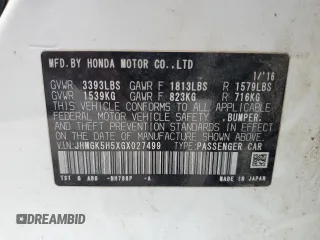 MFD.BY HONDA MOTOR CO.,LTD.
1/'16
GVWR 3393LBS GAWR F 1813LBS R 1579LBS
GVWR 1539KG GAWR F 823KG R 716KG
THIS VEHICLE CONFORMS TO ALL APPLICABLE
FEDERAL MOTOR VEHICLE SAFETY, BUMPER,
AND THEFT PREVENTION STANDARDS IN EFFECT
ON THE DATE OF MANUFACTURE SHOWN ABOVE.
VIN:JHMGK5H5XGX027499 TYPE:PASSENGER CAR
MADE IN JAPAN
AutoBidMaster